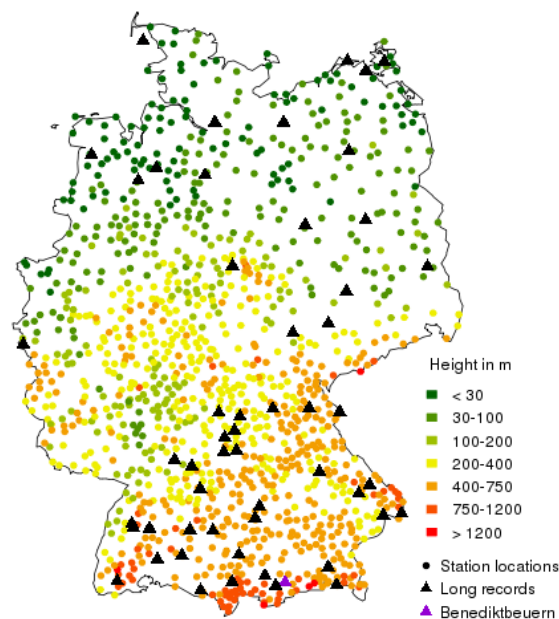 Height in m
< 30
30-100
100-200
200-400
400-750
750-1200
> 1200
Station locations
Long records
Benediktbeuern